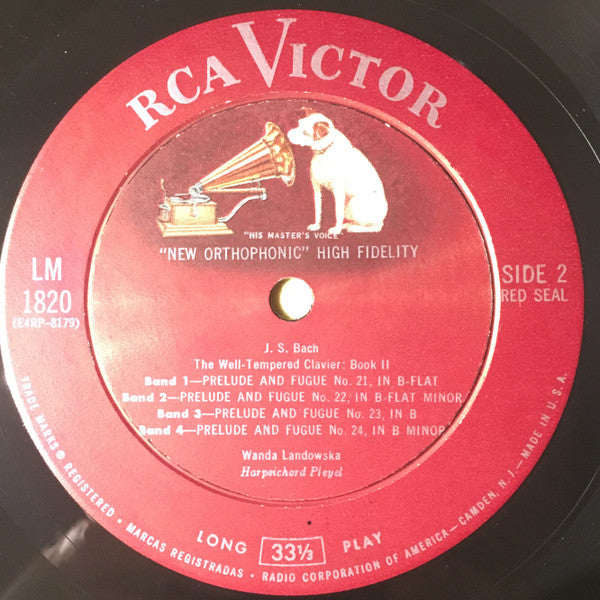 RCA VICTOR
"HIS MASTER'S VOICE"
"NEW ORTHOPHONIC" HIGH FIDELITY
LM
1820
(E4RP-8179)
SIDE 2
RED SEAL
J. S. Bach
The Well-Tempered Clavier: Book II
Band 1—PRELUDE AND FUGUE No. 21, IN B-FLAT
Band 2—PRELUDE AND FUGUE No. 22, IN B-FLAT MINOR
Band 3—PRELUDE AND FUGUE No. 23, IN B
Band 4—PRELUDE AND FUGUE No. 24, IN B MINOR
Wanda Landowska
Harpsichord Pleyel
LONG 33⅓ PLAY
TRADE MARKS ® REGISTERED • MARCAS REGISTRADAS • RADIO CORPORATION OF AMERICA—CAMDEN, N. J.—MADE IN U. S. A.